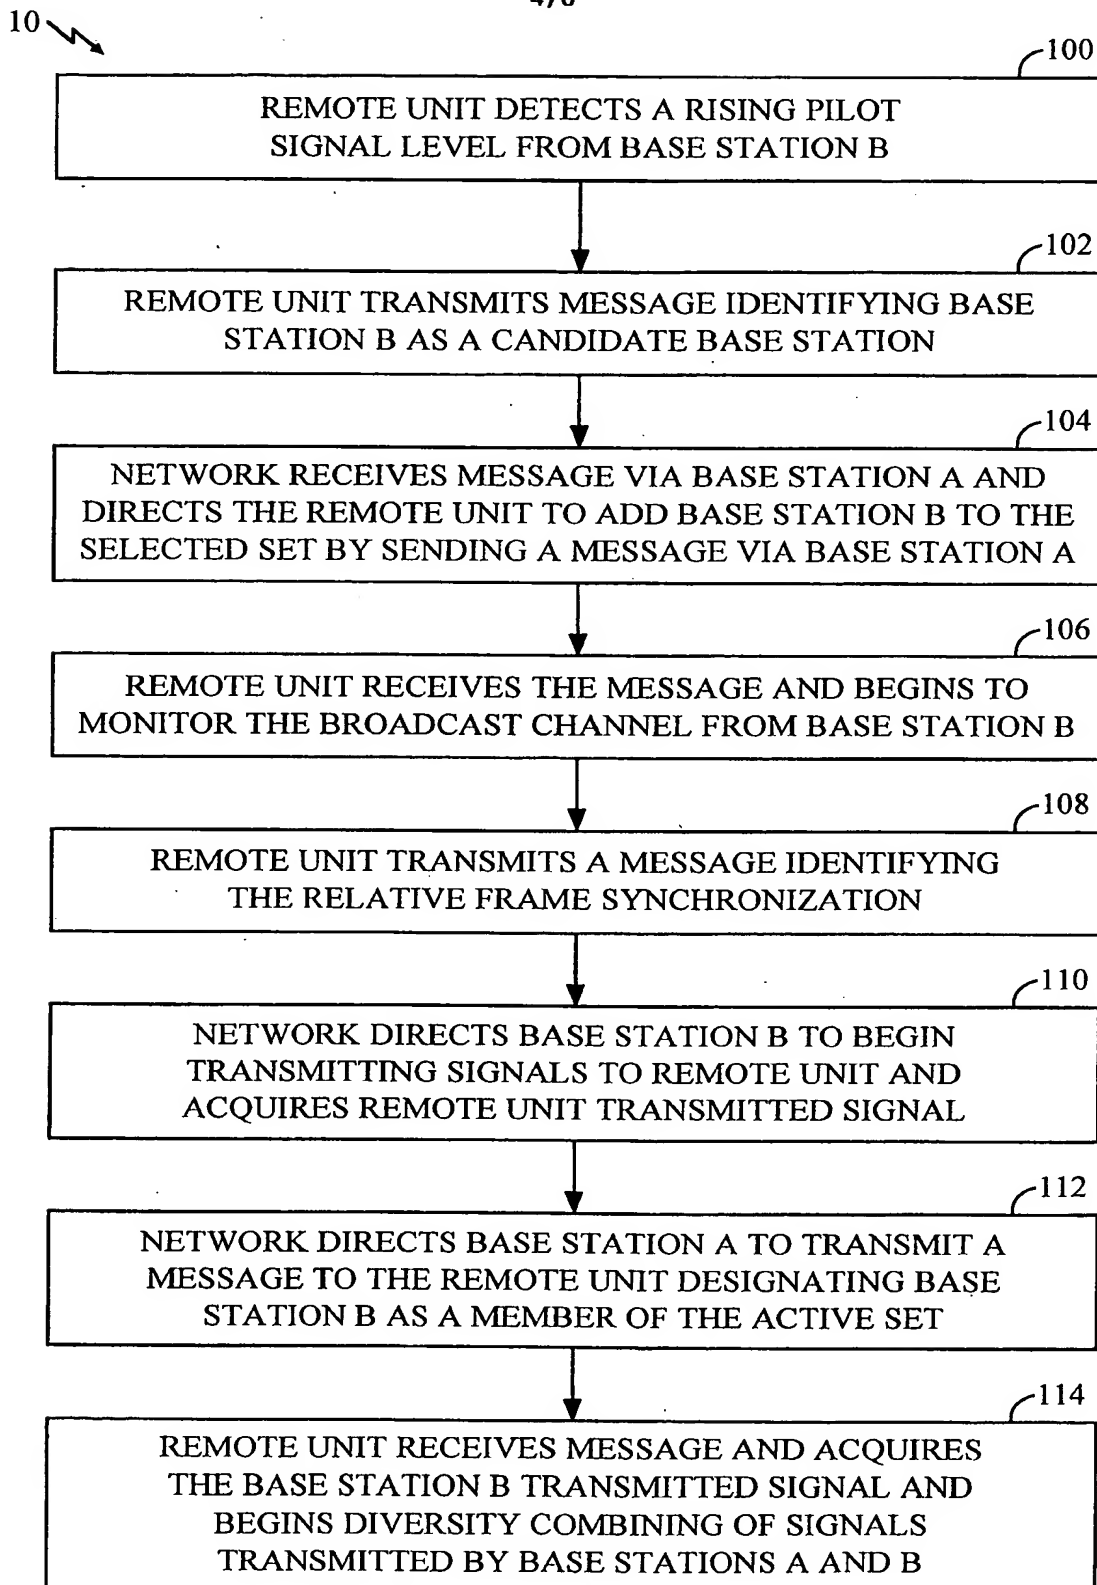 10
100
REMOTE UNIT DETECTS A RISING PILOT
SIGNAL LEVEL FROM BASE STATION B
102
REMOTE UNIT TRANSMITS MESSAGE IDENTIFYING BASE
STATION B AS A CANDIDATE BASE STATION
104
NETWORK RECEIVES MESSAGE VIA BASE STATION A AND
DIRECTS THE REMOTE UNIT TO ADD BASE STATION B TO THE
SELECTED SET BY SENDING A MESSAGE VIA BASE STATION A
106
REMOTE UNIT RECEIVES THE MESSAGE AND BEGINS TO
MONITOR THE BROADCAST CHANNEL FROM BASE STATION B
108
REMOTE UNIT TRANSMITS A MESSAGE IDENTIFYING
THE RELATIVE FRAME SYNCHRONIZATION
110
NETWORK DIRECTS BASE STATION B TO BEGIN
TRANSMITTING SIGNALS TO REMOTE UNIT AND
ACQUIRES REMOTE UNIT TRANSMITTED SIGNAL
112
NETWORK DIRECTS BASE STATION A TO TRANSMIT A
MESSAGE TO THE REMOTE UNIT DESIGNATING BASE
STATION B AS A MEMBER OF THE ACTIVE SET
114
REMOTE UNIT RECEIVES MESSAGE AND ACQUIRES
THE BASE STATION B TRANSMITTED SIGNAL AND
BEGINS DIVERSITY COMBINING OF SIGNALS
TRANSMITTED BY BASE STATIONS A AND B